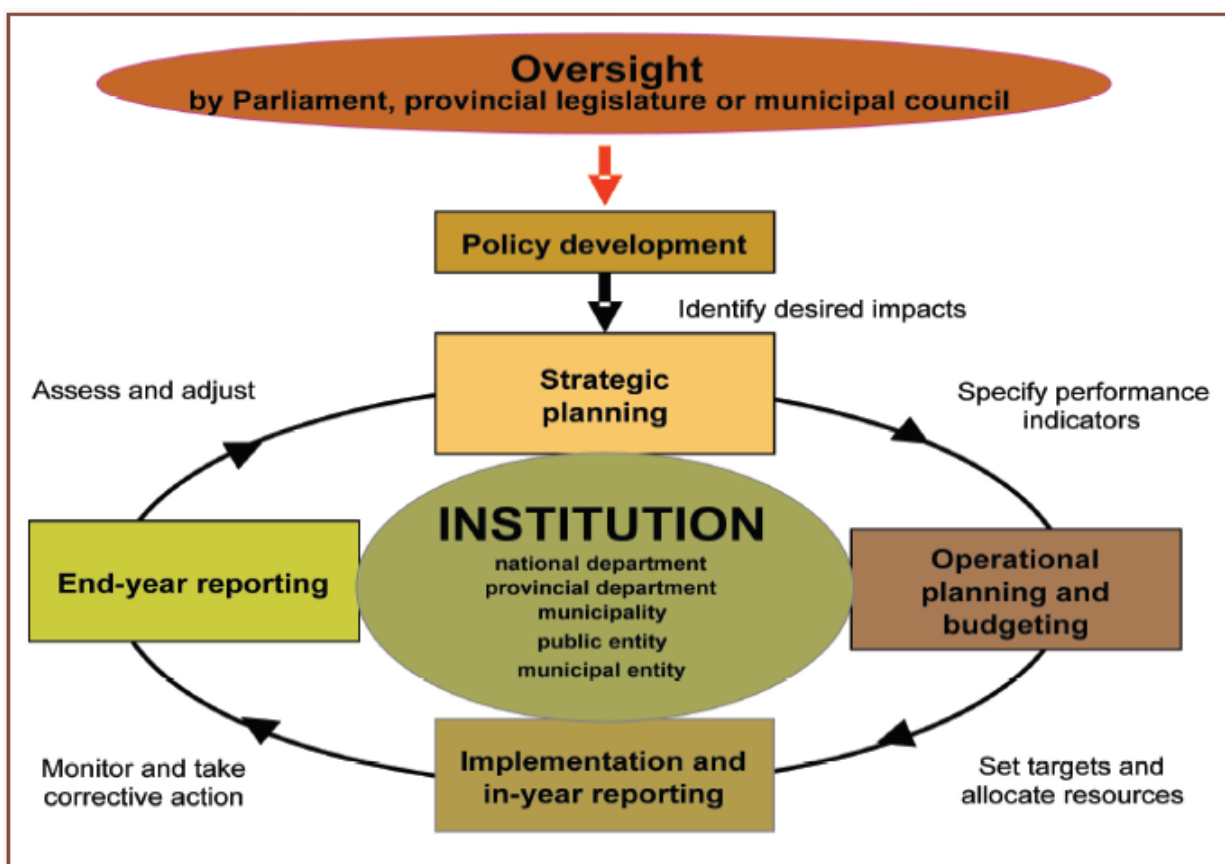 Oversight
by Parliament, provincial legislature or municipal council
Policy development
Identify desired impacts
Strategic
planning
Assess and adjust
Specify performance
indicators
INSTITUTION
national department
provincial department
municipality
public entity
municipal entity
End-year reporting
Operational
planning and
budgeting
Implementation and
in-year reporting
Monitor and take
corrective action
Set targets and
allocate resources